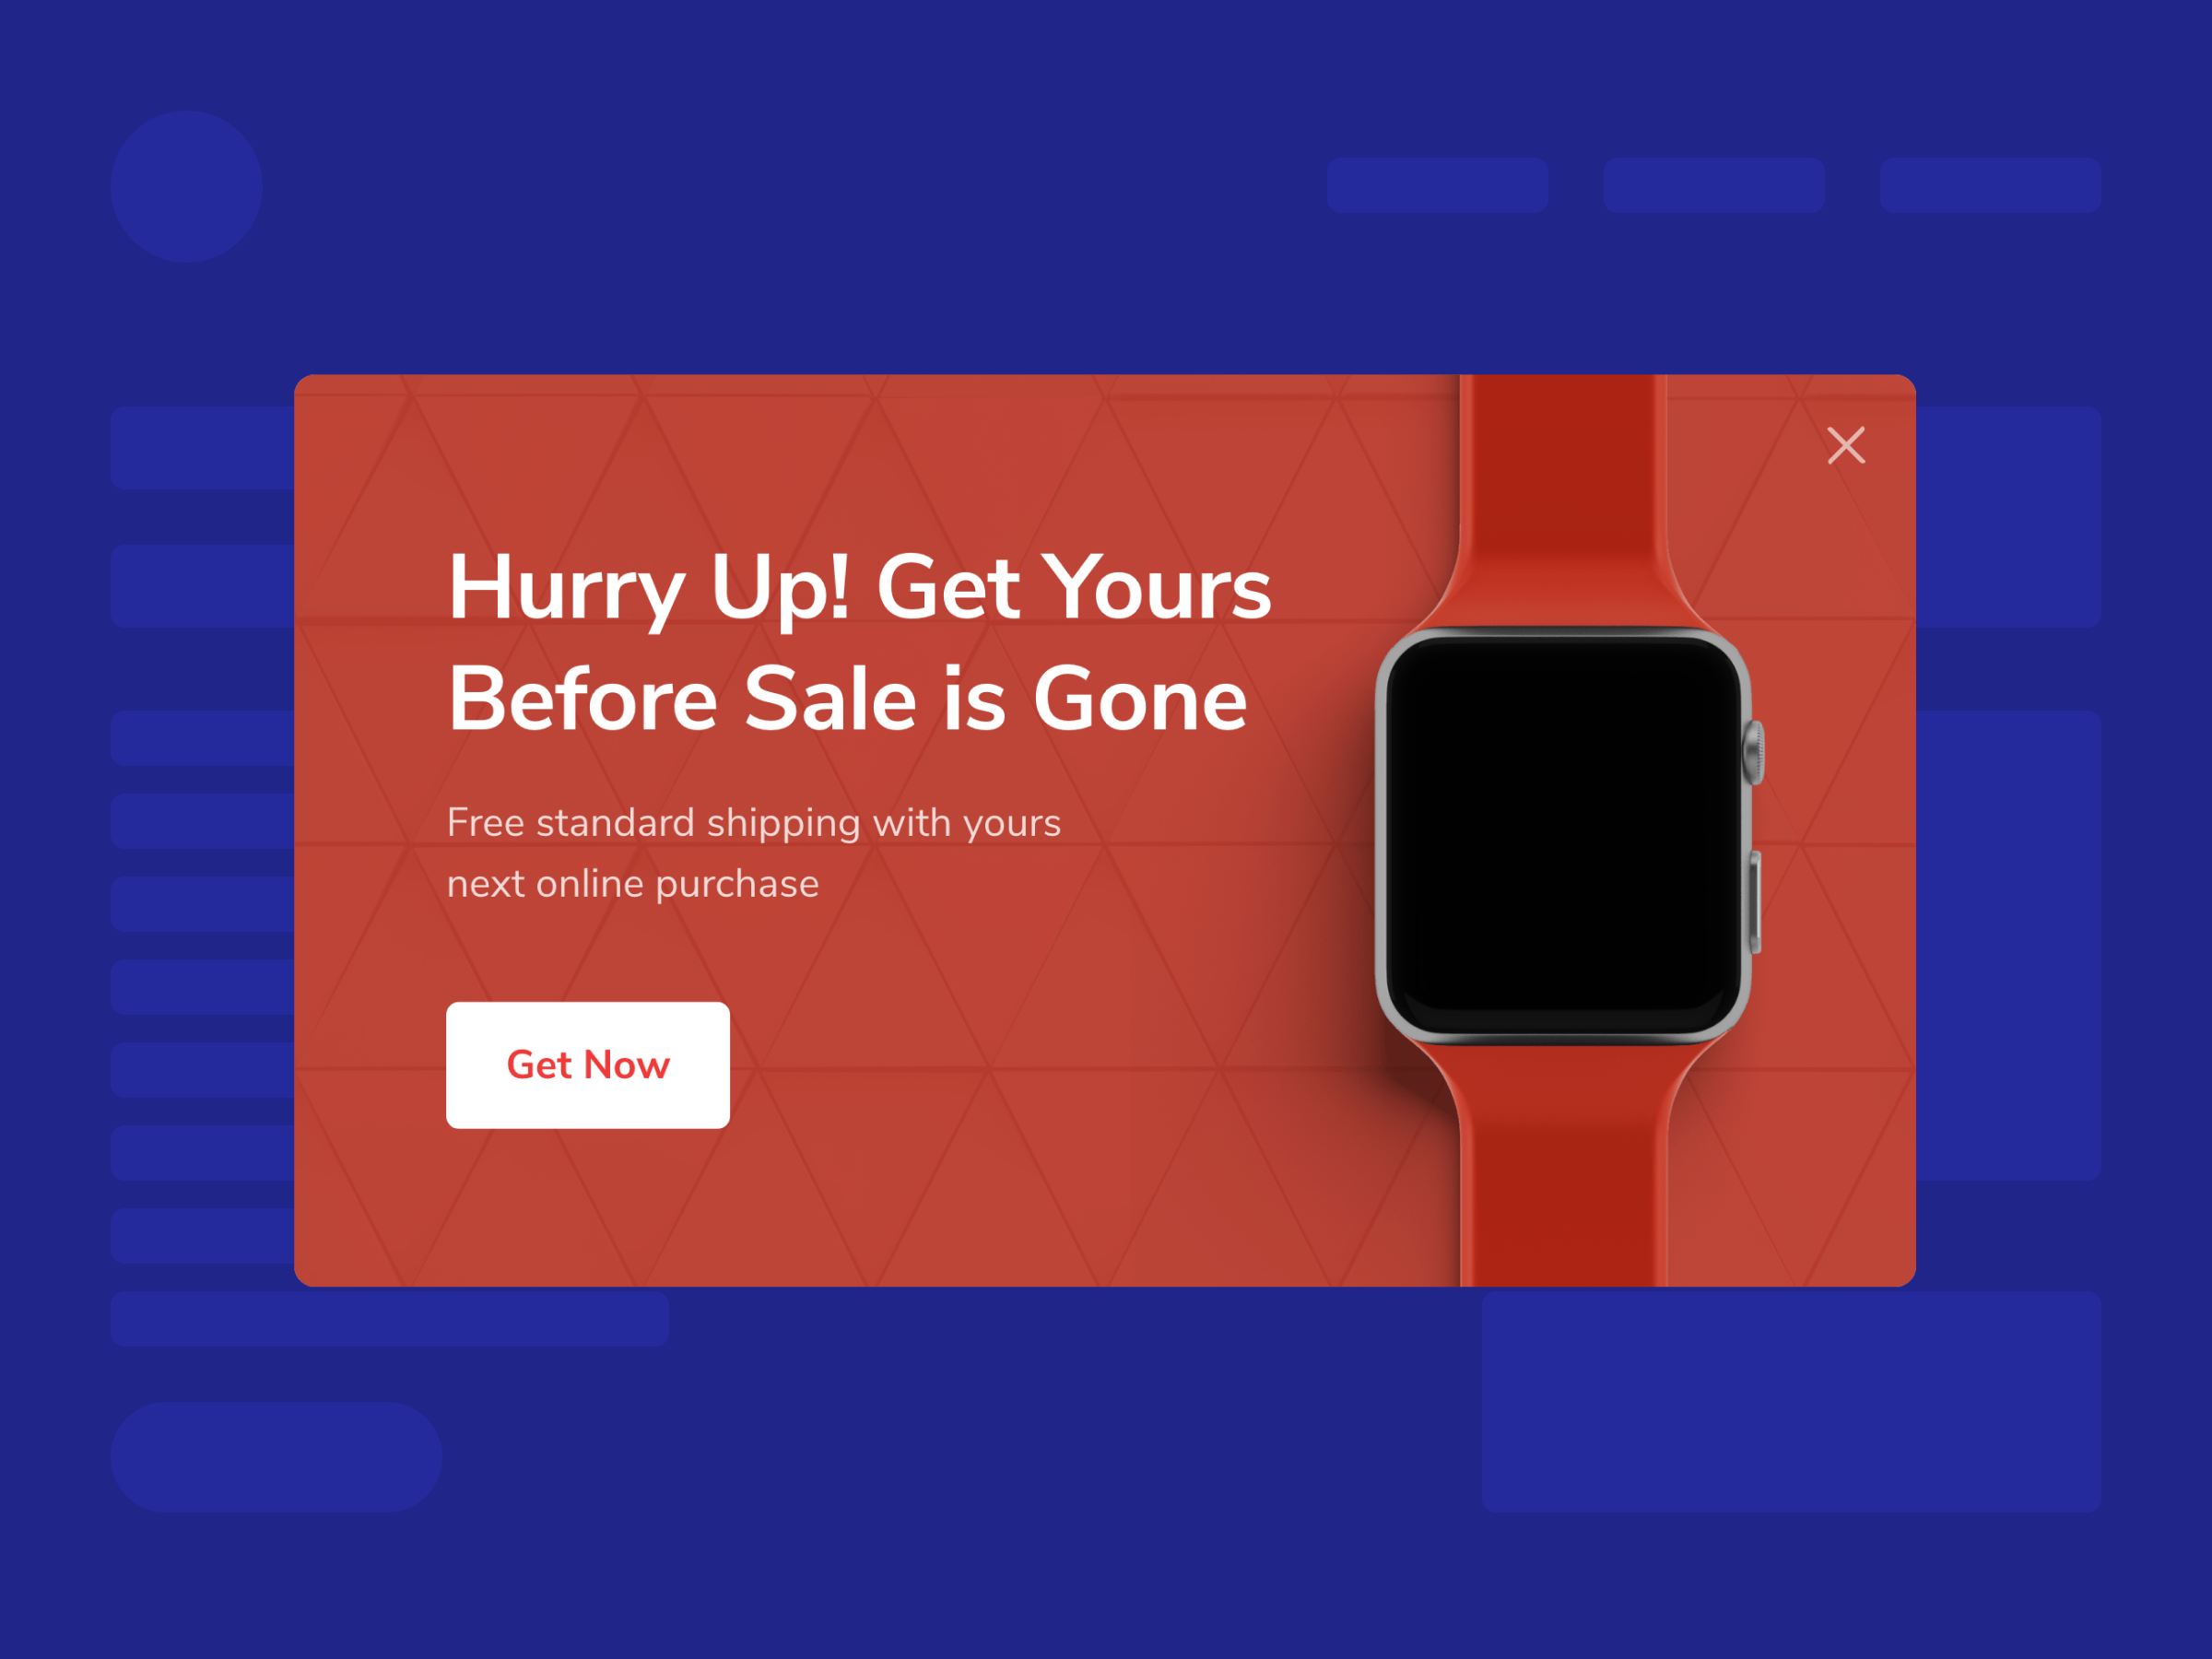 Hurry Up! Get Yours
Before Sale is Gone
Free standard shipping with yours
next online purchase
Get Now